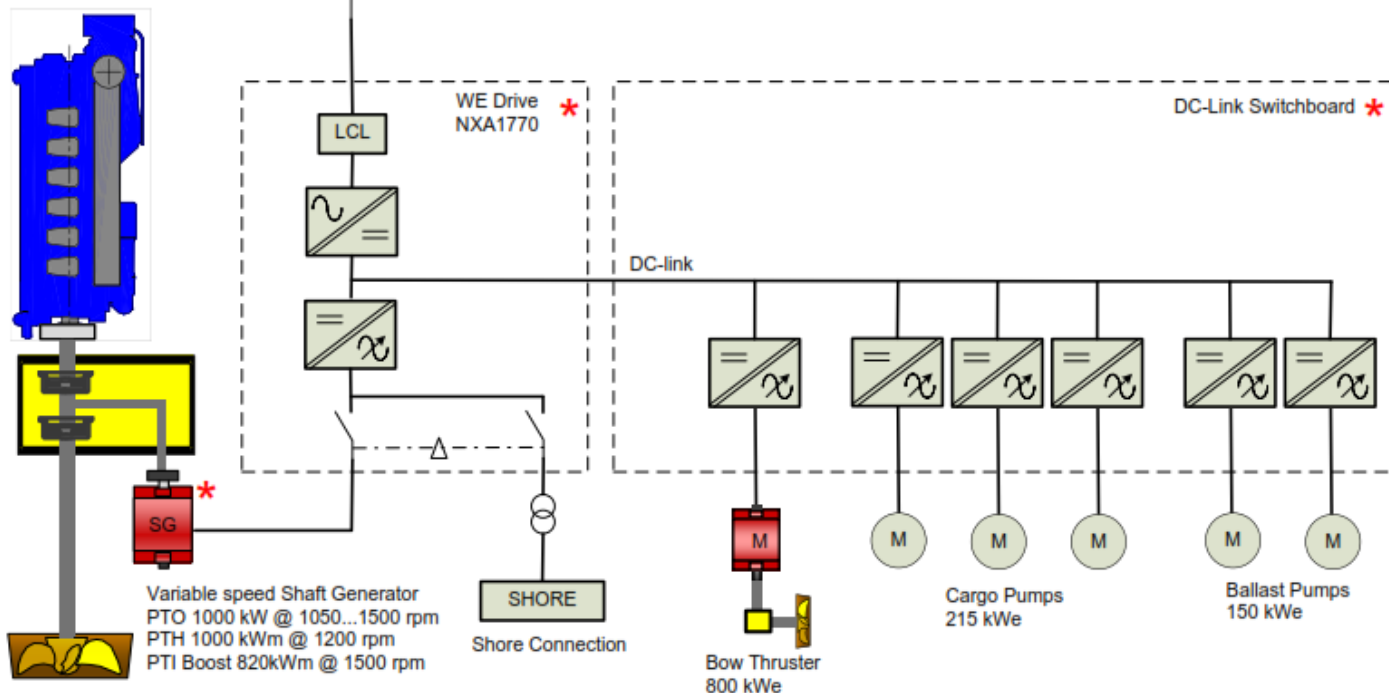 WE Drive
NXA1770
*
DC-Link Switchboard *
LCL
DC-link
SG
*
M
M
M
M
M
M
Variable speed Shaft Generator
PTO 1000 kW @ 1050...1500 rpm
PTH 1000 kWm @ 1200 rpm
PTI Boost 820kWm @ 1500 rpm
SHORE
Shore Connection
Bow Thruster
800 kWe
Cargo Pumps
215 kWe
Ballast Pumps
150 kWe